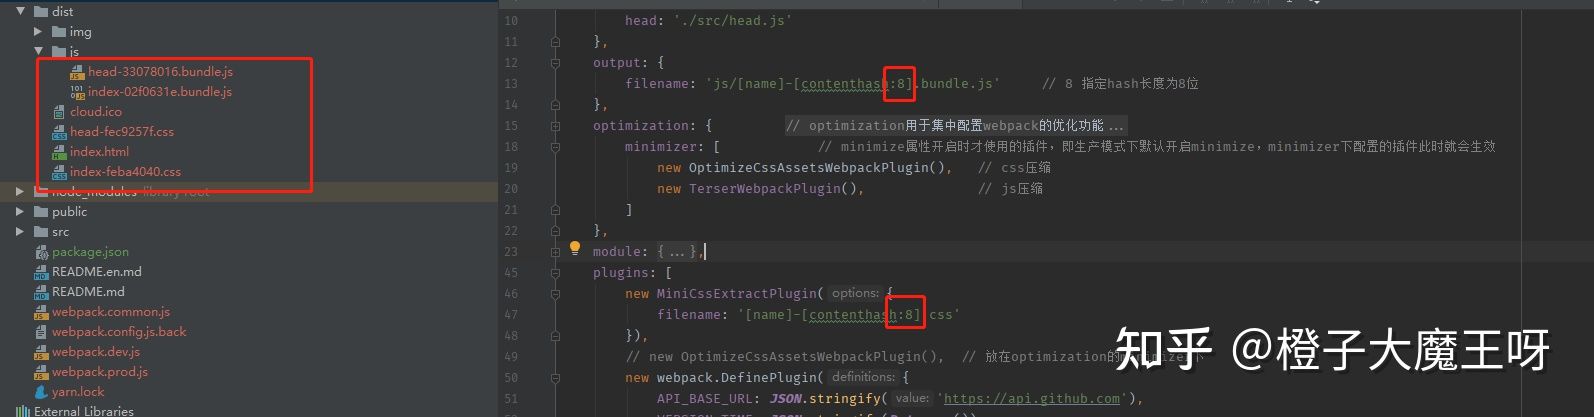 dist
img
js
head-33078016.bundle.js
index-02f0631e.bundle.js
cloud.ico
head-fec9257f.css
index.html
index-feba4040.css
node_modules library root
public
src
package.json
README.en.md
README.md
webpack.common.js
webpack.config.js.back
webpack.dev.js
webpack.prod.js
yarn.lock
External Libraries
10 head: './src/head.js'
11 },
12 output: {
13 filename: 'js/[name]-[contenthash:8].bundle.js' // 8 指定hash长度为8位
14 },
15 optimization: { // optimization用于集中配置webpack的优化功能...
18 minimizer: [ // minimize属性开启时才使用的插件，即生产模式下默认开启minimize，minimizer下配置的插件此时就会生效
19 new OptimizeCssAssetsWebpackPlugin(), // css压缩
20 new TerserWebpackPlugin(), // js压缩
21 ]
22 },
23 module: {...},
45 plugins: [
46 new MiniCssExtractPlugin( options: {
47 filename: '[name]-[contenthash:8].css'
48 }),
49 // new OptimizeCssAssetsWebpackPlugin(), // 放在optimization的
50 new webpack.DefinePlugin( definitions: {
51 API_BASE_URL: JSON.stringify( value: 'https://api.github.com'),
知乎 @橙子大魔王呀